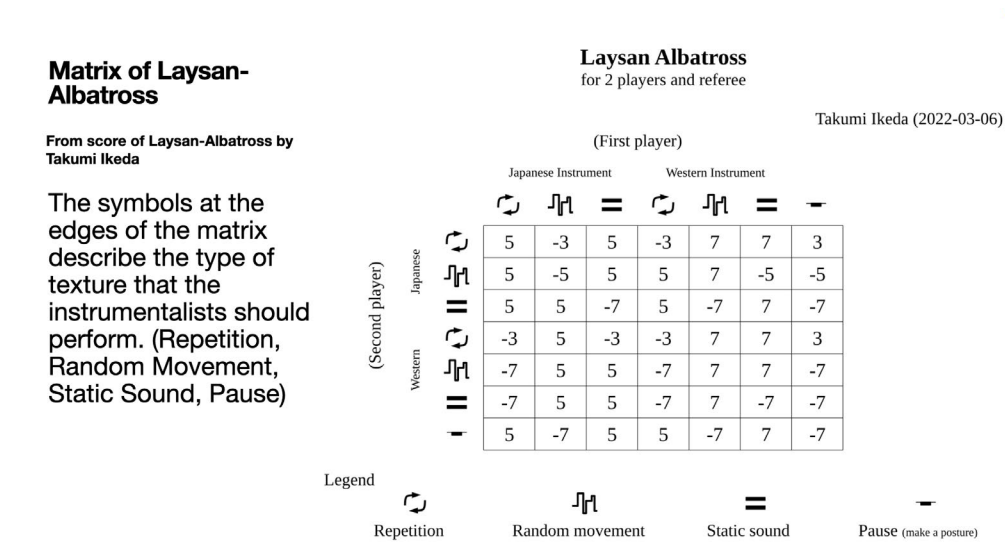 Matrix of Laysan-
Albatross
From score of Laysan-Albatross by
Takumi Ikeda
The symbols at the
edges of the matrix
describe the type of
texture that the
instrumentalists should
perform. (Repetition,
Random Movement,
Static Sound, Pause)
Laysan Albatross
for 2 players and referee
Takumi Ikeda (2022-03-06)
(First player)
Japanese Instrument Western Instrument
(Second player)
Japanese
Western
5 -3 5 -3 7 7 3
5 -5 5 5 7 -5 -5
5 5 -7 5 -7 7 -7
-3 5 -3 -3 7 7 3
-7 5 5 -7 7 7 -7
-7 5 5 -7 7 -7 -7
5 -7 5 5 -7 7 -7
Legend
Repetition Random movement Static sound Pause (make a posture)